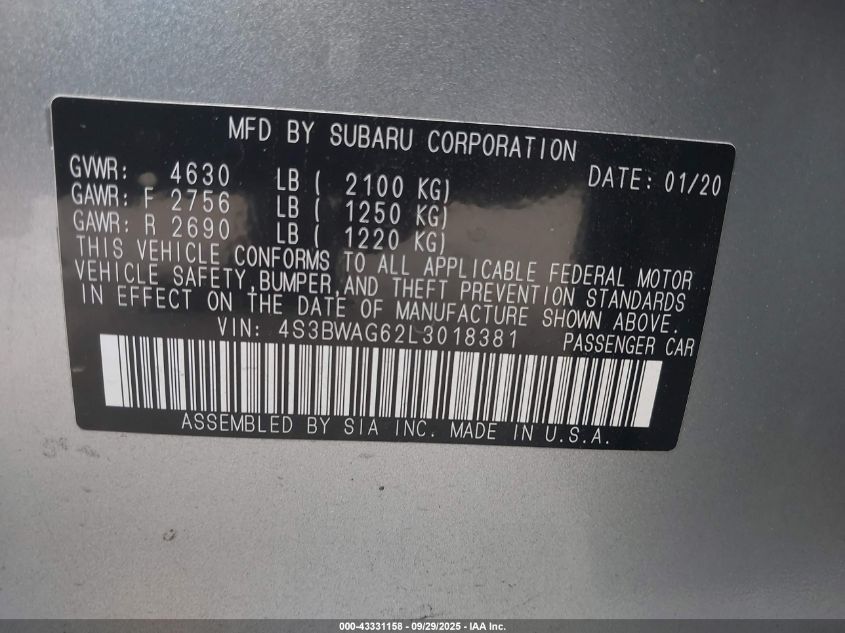 MFD BY SUBARU CORPORATION
GVWR: 4630 LB ( 2100 KG) DATE: 01/20
GAWR: F 2756 LB ( 1250 KG)
GAWR: R 2690 LB ( 1220 KG)
THIS VEHICLE CONFORMS TO ALL APPLICABLE FEDERAL MOTOR
VEHICLE SAFETY, BUMPER, AND THEFT PREVENTION STANDARDS
IN EFFECT ON THE DATE OF MANUFACTURE SHOWN ABOVE.
VIN: 4S3BWAG62L3018381 PASSENGER CAR
ASSEMBLED BY SIA INC. MADE IN U.S.A.
000-43331158 - 09/29/2025 - IAA Inc.